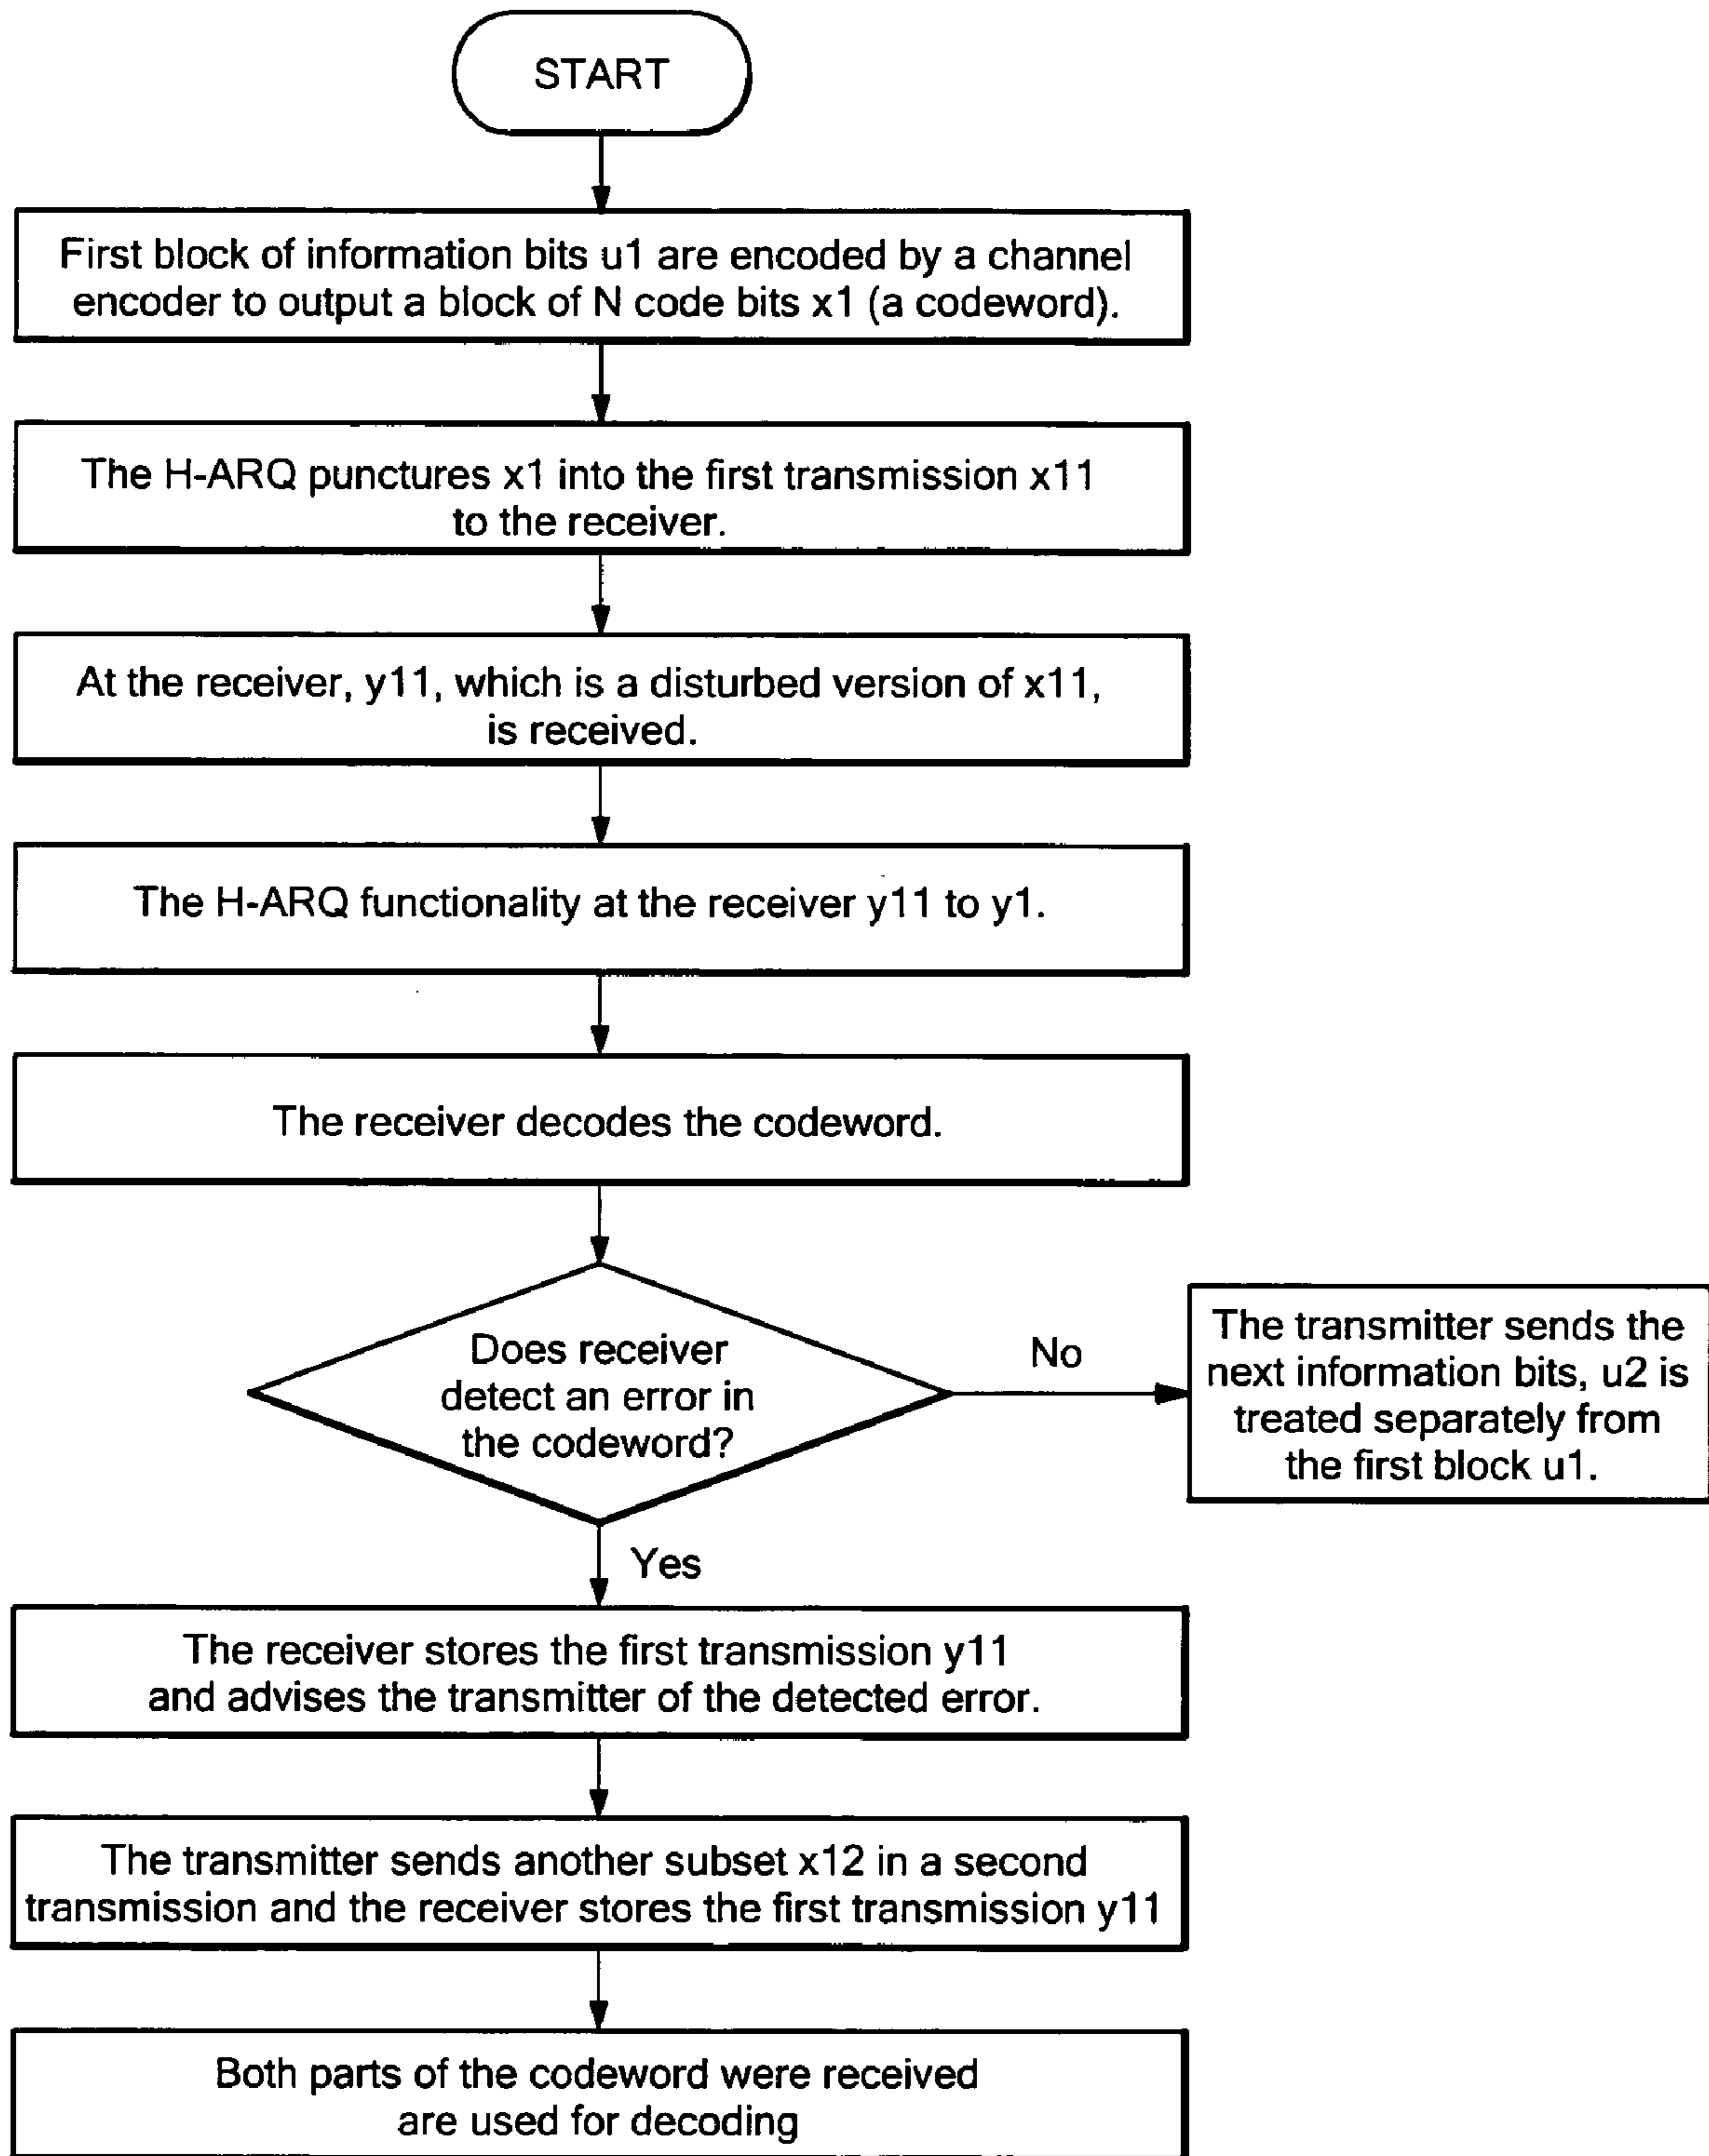 START
First block of information bits u1 are encoded by a channel
encoder to output a block of N code bits x1 (a codeword).
The H-ARQ punctures x1 into the first transmission x11
to the receiver.
At the receiver, y11, which is a disturbed version of x11,
is received.
The H-ARQ functionality at the receiver y11 to y1.
The receiver decodes the codeword.
Does receiver
detect an error in
the codeword?
No
The transmitter sends the
next information bits, u2 is
treated separately from
the first block u1.
Yes
The receiver stores the first transmission y11
and advises the transmitter of the detected error.
The transmitter sends another subset x12 in a second
transmission and the receiver stores the first transmission y11
Both parts of the codeword were received
are used for decoding